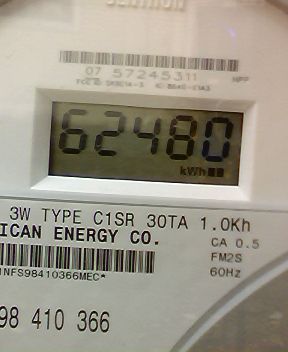 07 57245311
62480
kWh
3W TYPE C1SR 30TA 1.0Kh
ICAN ENERGY CO.
CA 0.5
FM2S
60Hz
NFS98410366MEC*
98 410 366